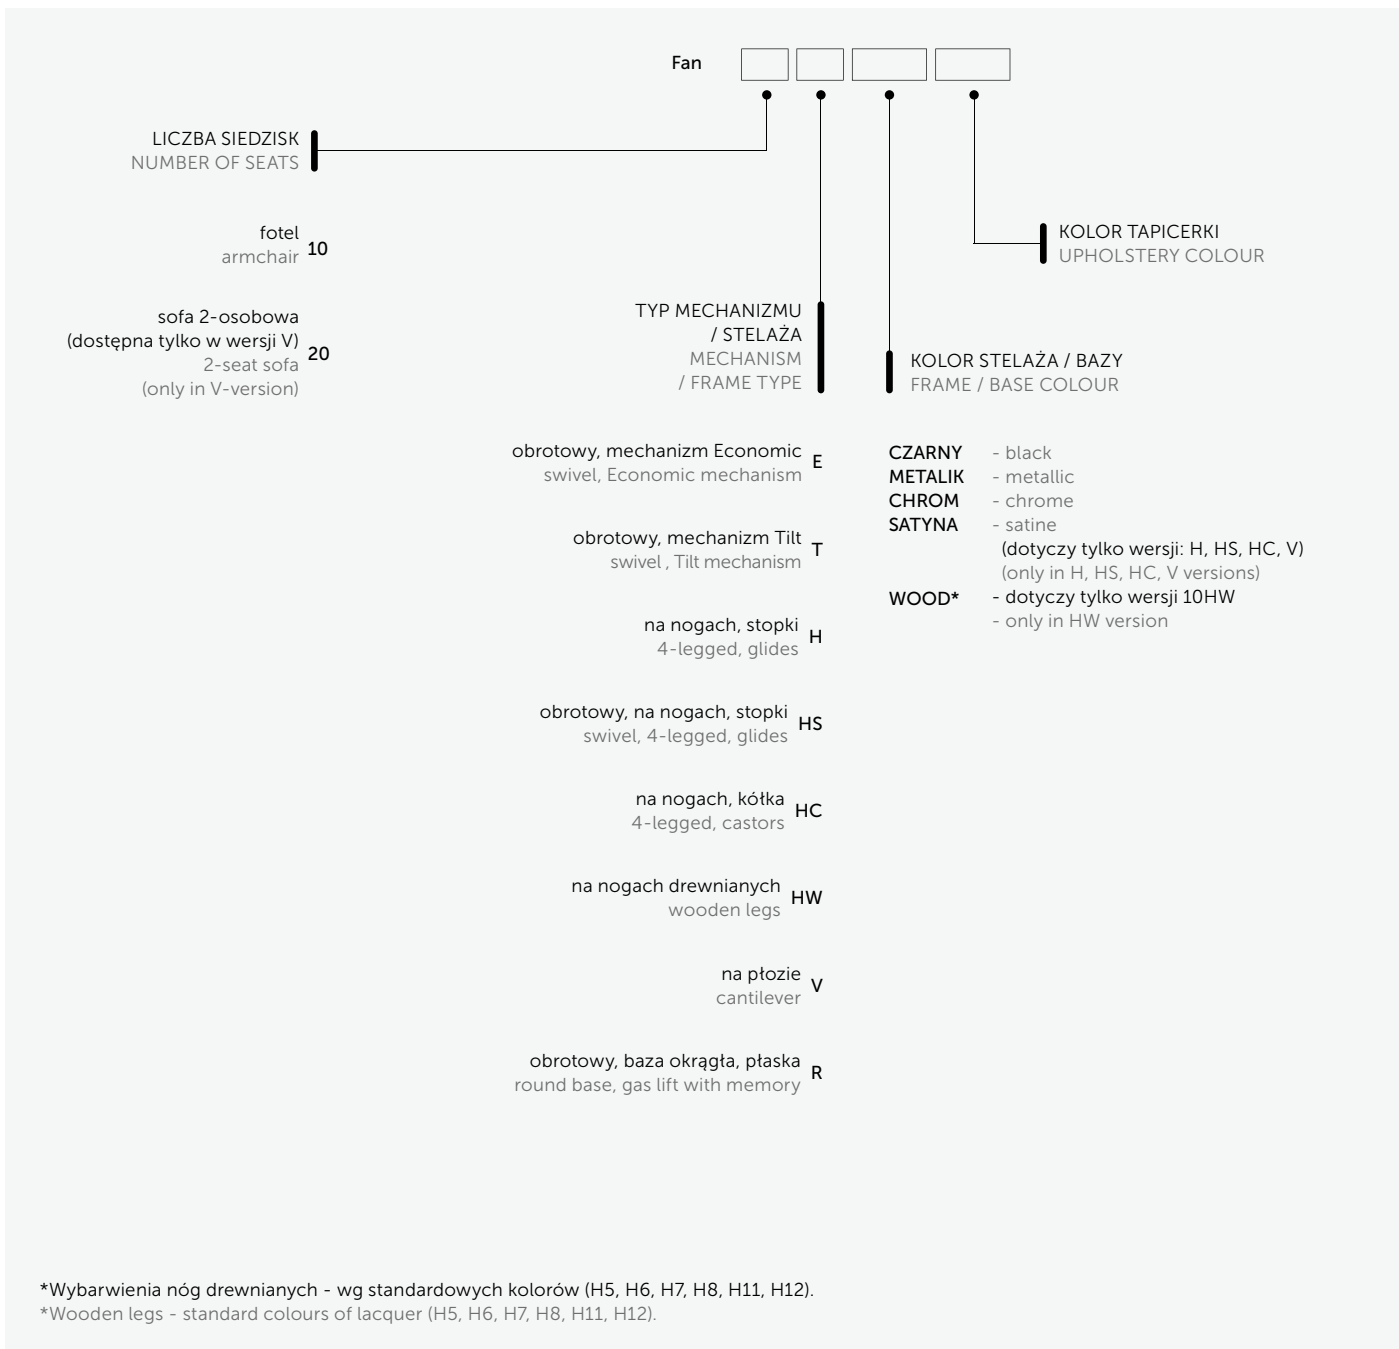 Fan
LICZBA SIEDZISK
NUMBER OF SEATS
fotel
armchair
10
sofa 2-osobowa
(dostępna tylko w wersji V)
2-seat sofa
(only in V-version)
20
TYP MECHANIZMU
/ STELAŻA
MECHANISM
/ FRAME TYPE
obrotowy, mechanizm Economic
swivel, Economic mechanism
E
obrotowy, mechanizm Tilt
swivel , Tilt mechanism
T
na nogach, stopki
4-legged, glides
H
obrotowy, na nogach, stopki
swivel, 4-legged, glides
HS
na nogach, kółka
4-legged, castors
HC
na nogach drewnianych
wooden legs
HW
na płozie
cantilever
V
obrotowy, baza okrągła, płaska
round base, gas lift with memory
R
KOLOR STELAŻA / BAZY
FRAME / BASE COLOUR
CZARNY - black
METALIK - metallic
CHROM - chrome
SATYNA - satine
(dotyczy tylko wersji: H, HS, HC, V)
(only in H, HS, HC, V versions)
WOOD* - dotyczy tylko wersji 10HW
- only in HW version
KOLOR TAPICERKI
UPHOLSTERY COLOUR
*Wybarwienia nóg drewnianych - wg standardowych kolorów (H5, H6, H7, H8, H11, H12).
*Wooden legs - standard colours of lacquer (H5, H6, H7, H8, H11, H12).